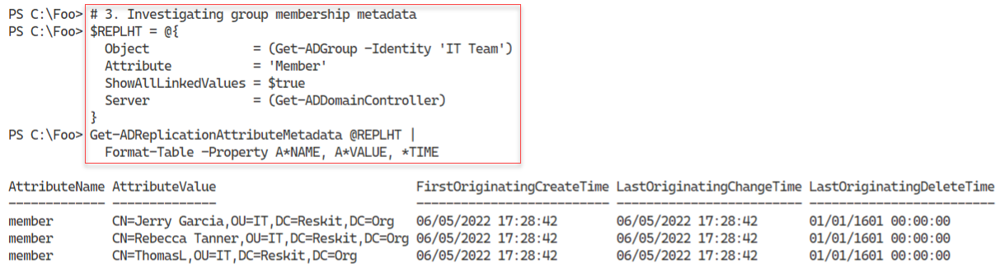 PS C:\Foo> # 3. Investigating group membership metadata
PS C:\Foo> $REPLHT = @{
  Object              = (Get-ADGroup -Identity 'IT Team')
  Attribute           = 'Member'
  ShowAllLinkedValues = $true
  Server              = (Get-ADDomainController)
}
PS C:\Foo> Get-ADReplicationAttributeMetadata @REPLHT |
  Format-Table -Property A*NAME, A*VALUE, *TIME
AttributeName AttributeValue                          FirstOriginatingCreateTime LastOriginatingChangeTime LastOriginatingDeleteTime
------------- --------------                          -------------------------- ------------------------- -------------------------
member        CN=Jerry Garcia,OU=IT,DC=Reskit,DC=Org   06/05/2022 17:28:42        06/05/2022 17:28:42       01/01/1601 00:00:00
member        CN=Rebecca Tanner,OU=IT,DC=Reskit,DC=Org 06/05/2022 17:28:42        06/05/2022 17:28:42       01/01/1601 00:00:00
member        CN=ThomasL,OU=IT,DC=Reskit,DC=Org        06/05/2022 17:28:42        06/05/2022 17:28:42       01/01/1601 00:00:00